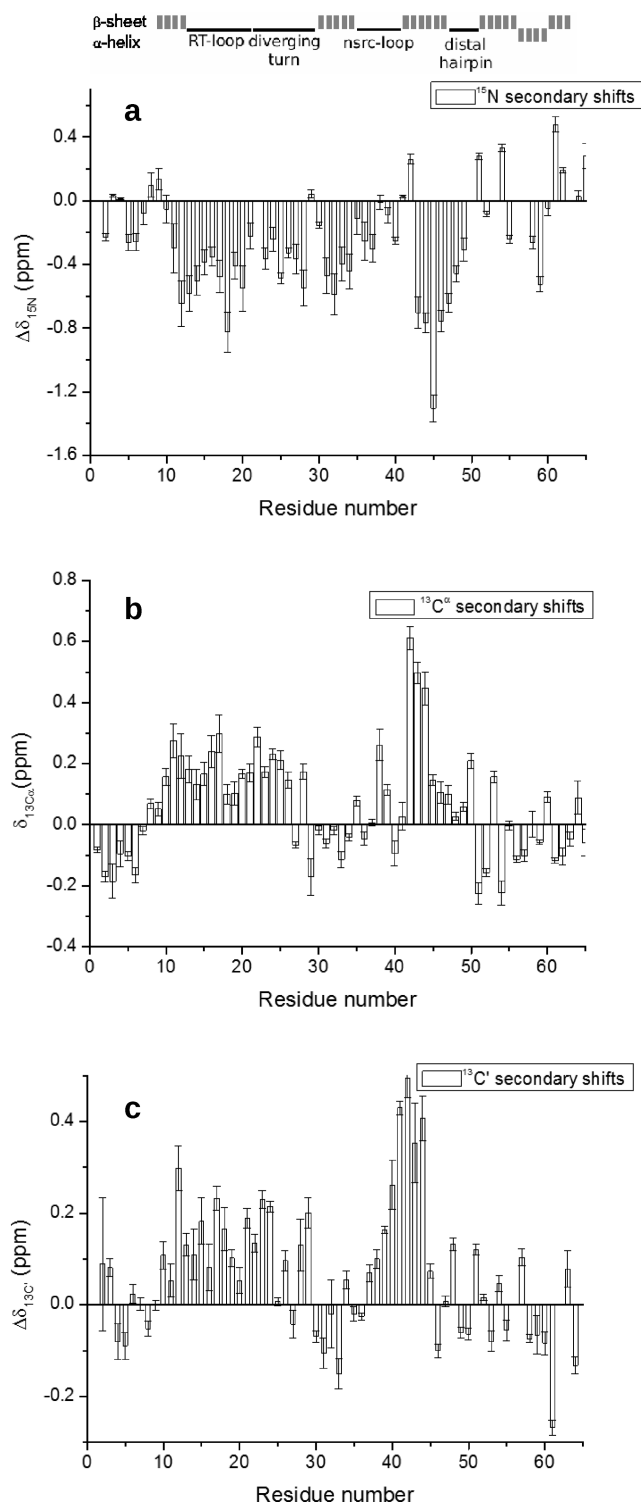 β-sheet
α-helix
RT-loop diverging turn nsrc-loop distal hairpin
a
¹⁵N secondary shifts
0.4
0.0
-0.4
-0.8
-1.2
-1.6
Δδ15N (ppm)
0 10 20 30 40 50 60
Residue number
b
¹³Cα secondary shifts
0.8
0.6
0.4
0.2
0.0
-0.2
-0.4
δ13Cα(ppm)
0 10 20 30 40 50 60
Residue number
c
¹³C' secondary shifts
0.4
0.2
0.0
-0.2
Δδ13C' (ppm)
0 10 20 30 40 50 60
Residue number